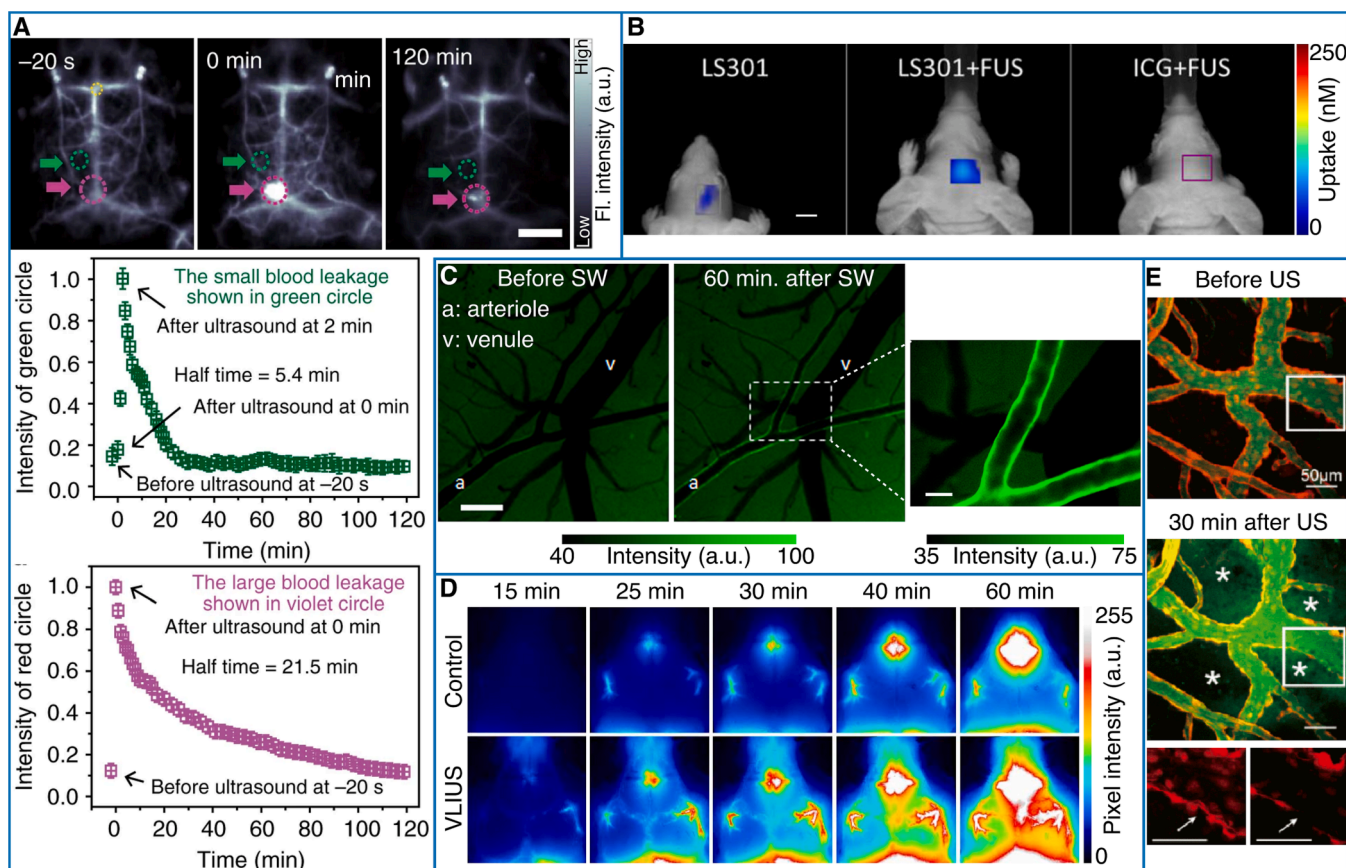 A
–20 s
0 min
min
120 min
High
Low
Fl. intensity (a.u.)
1.0
0.8
0.6
0.4
0.2
0.0
Intensity of green circle
The small blood leakage
shown in green circle
After ultrasound at 2 min
Half time = 5.4 min
After ultrasound at 0 min
Before ultrasound at –20 s
0 20 40 60 80 100 120
Time (min)
1.0
0.8
0.6
0.4
0.2
0.0
Intensity of red circle
The large blood leakage
shown in violet circle
After ultrasound at 0 min
Half time = 21.5 min
Before ultrasound at –20 s
0 20 40 60 80 100 120
Time (min)
B
LS301
LS301+FUS
ICG+FUS
250
0
Uptake (nM)
C
Before SW
a: arteriole
v: venule
v
a
60 min. after SW
v
a
40 Intensity (a.u.) 100
35 Intensity (a.u.) 75
D
15 min
25 min
30 min
40 min
60 min
Control
VLIUS
255
0
Pixel intensity (a.u.)
E
Before US
50μm
30 min after US
*
*
*
*